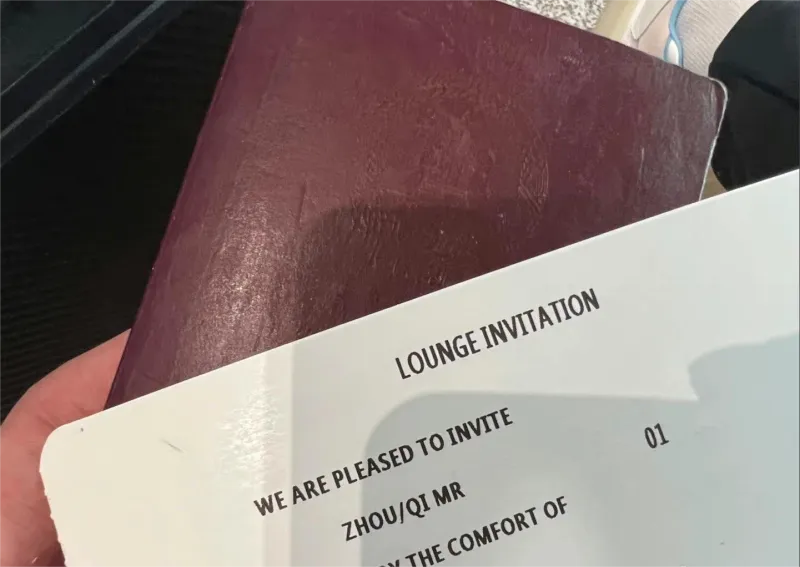 LOUNGE INVITATION
WE ARE PLEASED TO INVITE
01
ZHOU/QI MR
THE COMFORT OF